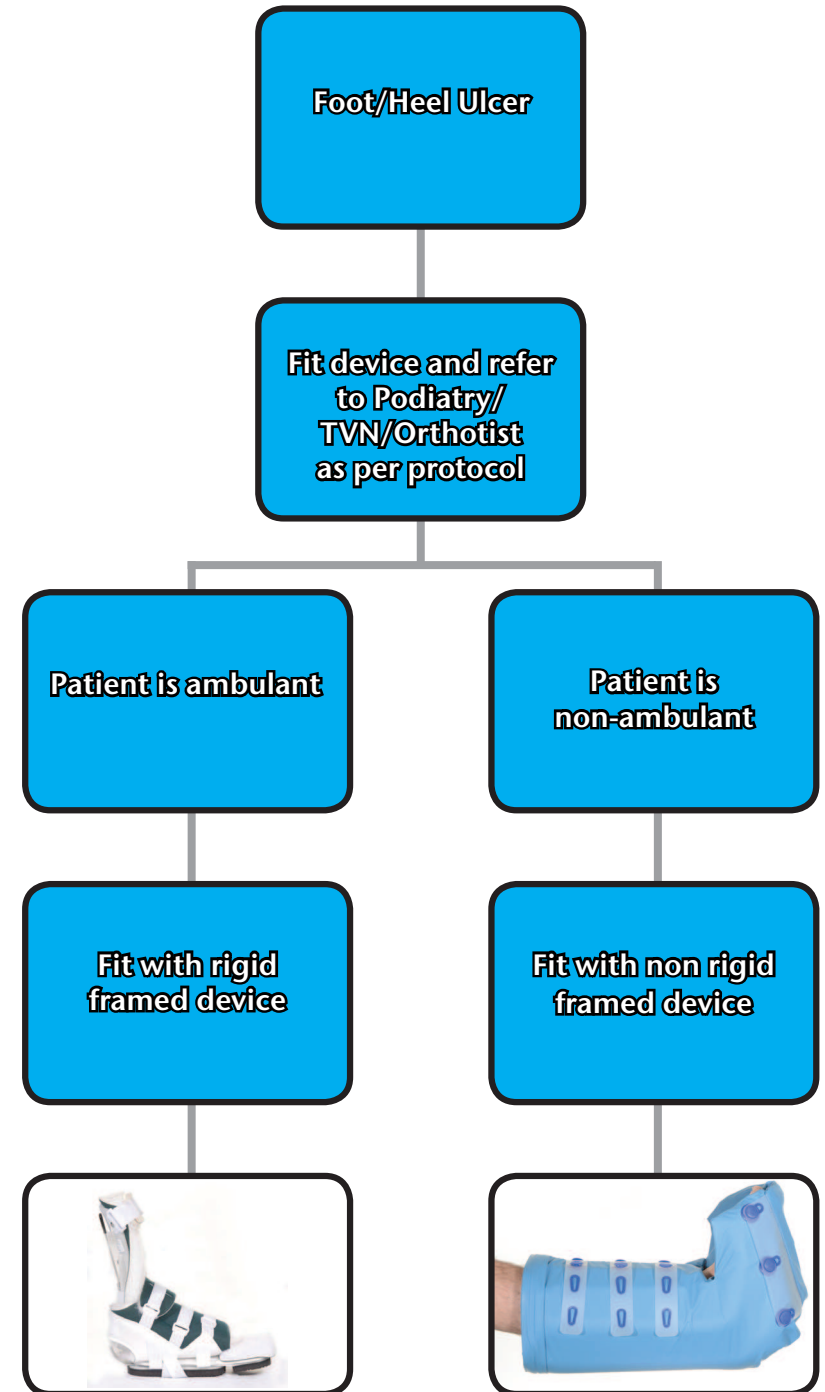 Foot/Heel Ulcer
Fit device and refer
to Podiatry/
TVN/Orthotist
as per protocol
Patient is ambulant
Patient is
non-ambulant
Fit with rigid
framed device
Fit with non rigid
framed device